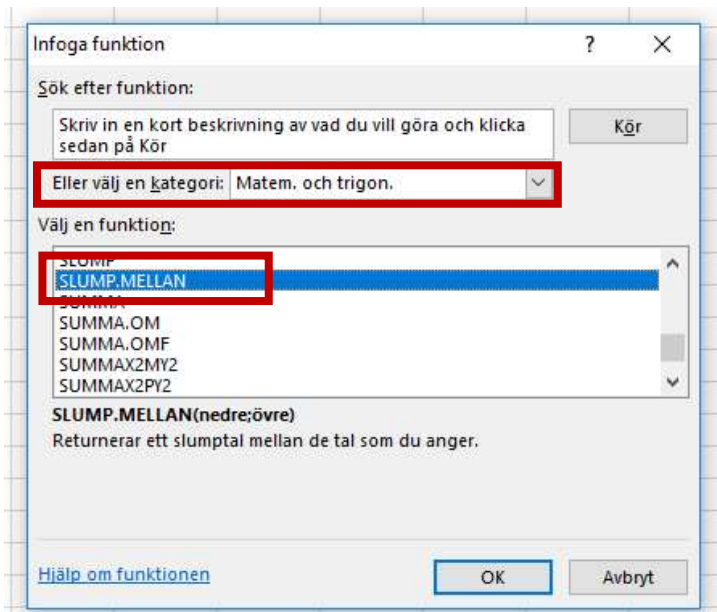 Infoga funktion
Sök efter funktion:
Skriv in en kort beskrivning av vad du vill göra och klicka
sedan på Kör
Kör
Eller välj en kategori: Matem. och trigon.
Välj en funktion:
SLUMP
SLUMP.MELLAN
SUMMA
SUMMA.OM
SUMMA.OMF
SUMMAX2MY2
SUMMAX2PY2
SLUMP.MELLAN(nedre;övre)
Returnerar ett slumptal mellan de tal som du anger.
Hjälp om funktionen
OK
Avbryt